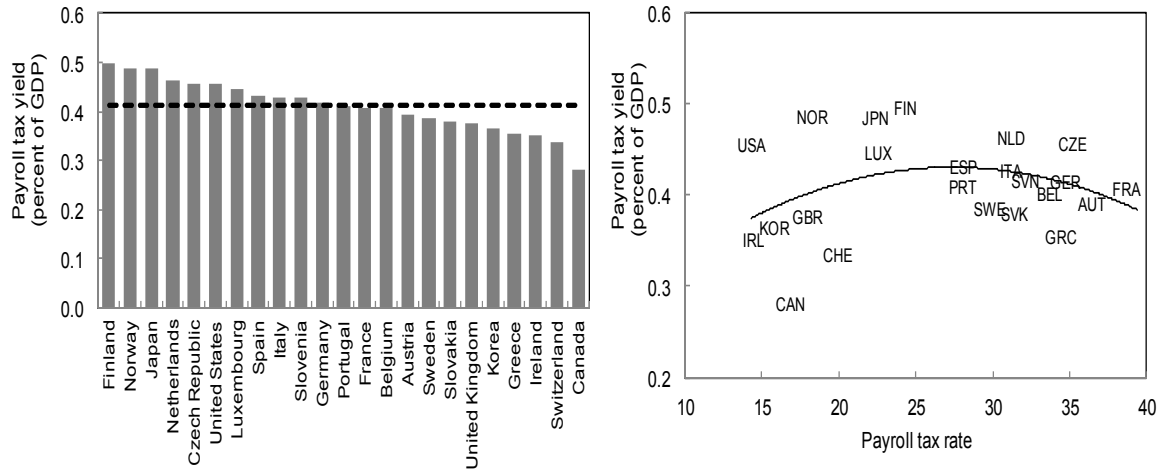 Payroll tax yield
(percent of GDP)
0.6
0.5
0.4
0.3
0.2
0.1
0.0
Finland
Norway
Japan
Netherlands
Czech Republic
United States
Luxembourg
Spain
Italy
Slovenia
Germany
Portugal
France
Belgium
Austria
Sweden
Slovakia
United Kingdom
Korea
Greece
Ireland
Switzerland
Canada
Payroll tax yield
(percent of GDP)
0.6
0.5
0.4
0.3
0.2
USA
NOR
JPN
FIN
LUX
NLD
CZE
ESP
ITA
PRT
SVN
GER
BEL
FRA
AUT
SWE
SVK
GRC
GBR
KOR
IRL
CHE
CAN
10
15
20
25
30
35
40
Payroll tax rate